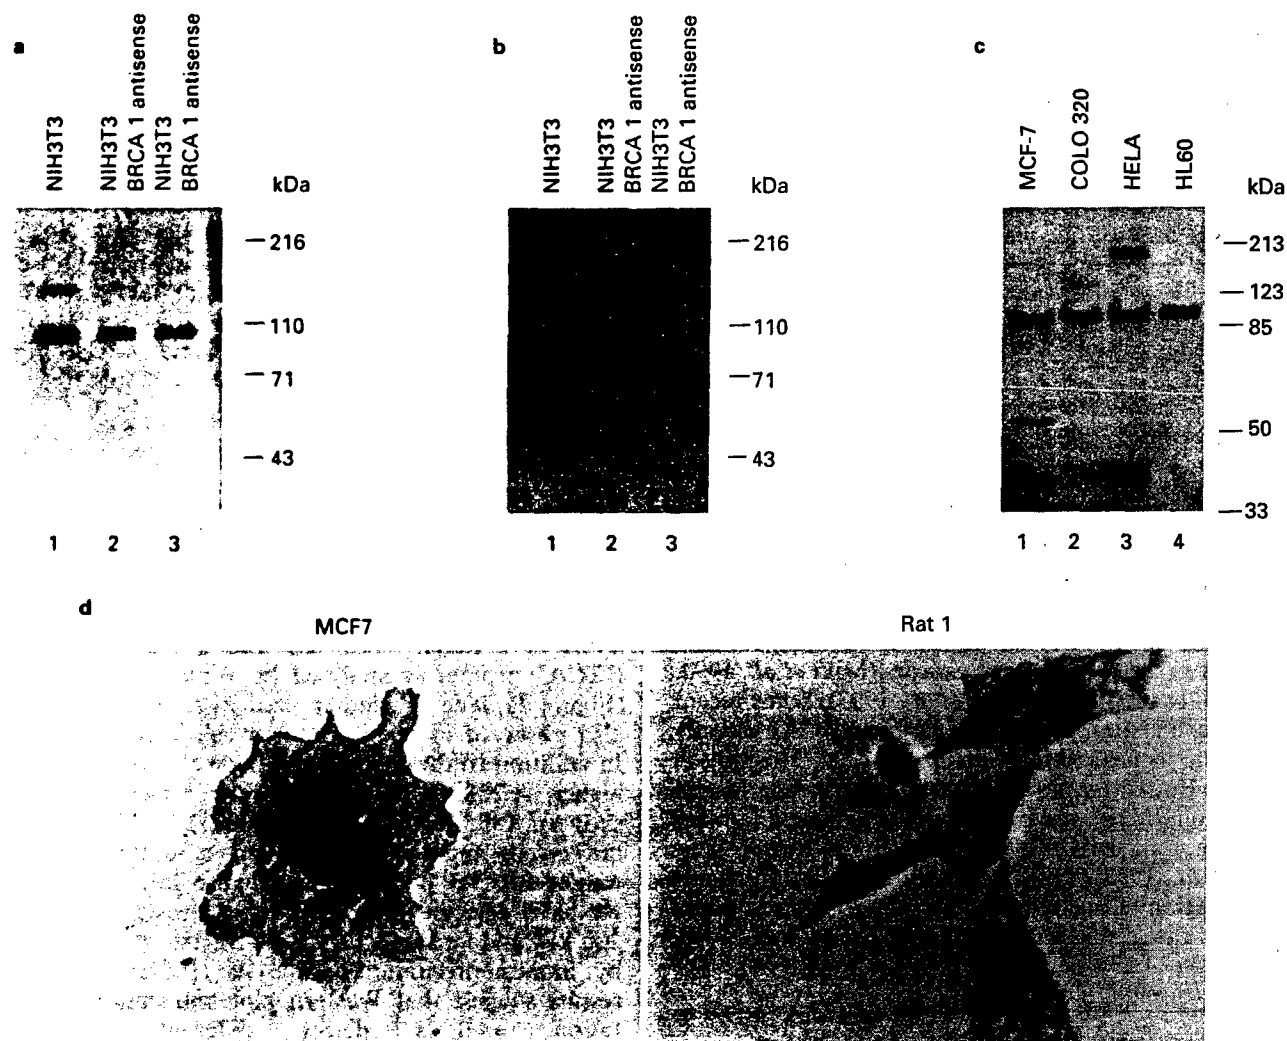 a
NIH3T3
NIH3T3
BRCA 1 antisense
NIH3T3
BRCA 1 antisense
kDa
216
110
71
43
1 2 3
b
NIH3T3
NIH3T3
BRCA 1 antisense
NIH3T3
BRCA 1 antisense
kDa
216
110
71
43
1 2 3
c
MCF-7
COLO 320
HELA
HL60
kDa
213
123
85
50
33
1 2 3 4
d
MCF7
Rat 1